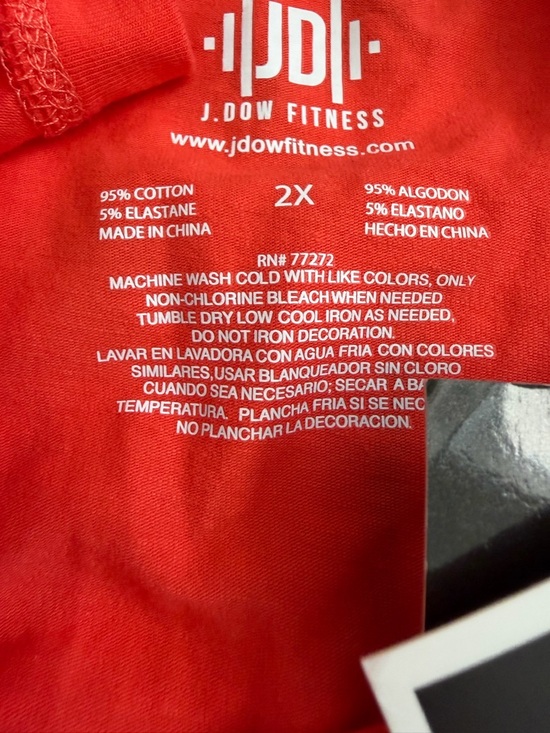 JD
J.DOW FITNESS
www.jdowfitness.com
95% COTTON
5% ELASTANE
MADE IN CHINA
2X
95% ALGODON
5% ELASTANO
HECHO EN CHINA
RN# 77272
MACHINE WASH COLD WITH LIKE COLORS, ONLY
NON-CHLORINE BLEACH WHEN NEEDED
TUMBLE DRY LOW COOL IRON AS NEEDED,
DO NOT IRON DECORATION.
LAVAR EN LAVADORA CON AGUA FRIA CON COLORES
SIMILARES, USAR BLANQUEADOR SIN CLORO
CUANDO SEA NECESARIO; SECAR A BA
TEMPERATURA. PLANCHA FRIA SI SE NEC
NO PLANCHAR LA DECORACION.